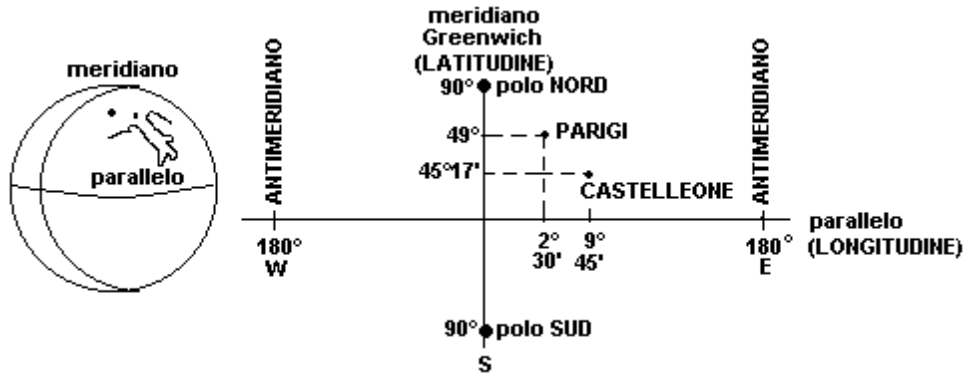 meridiano
parallelo
meridiano
Greenwich
(LATITUDINE)
90° polo NORD
ANTIMERIDIANO
ANTIMERIDIANO
49° PARIGI
45°17' CASTELLEONE
180°
W
2°
30'
9°
45'
180°
E
parallelo
(LONGITUDINE)
90° polo SUD
S